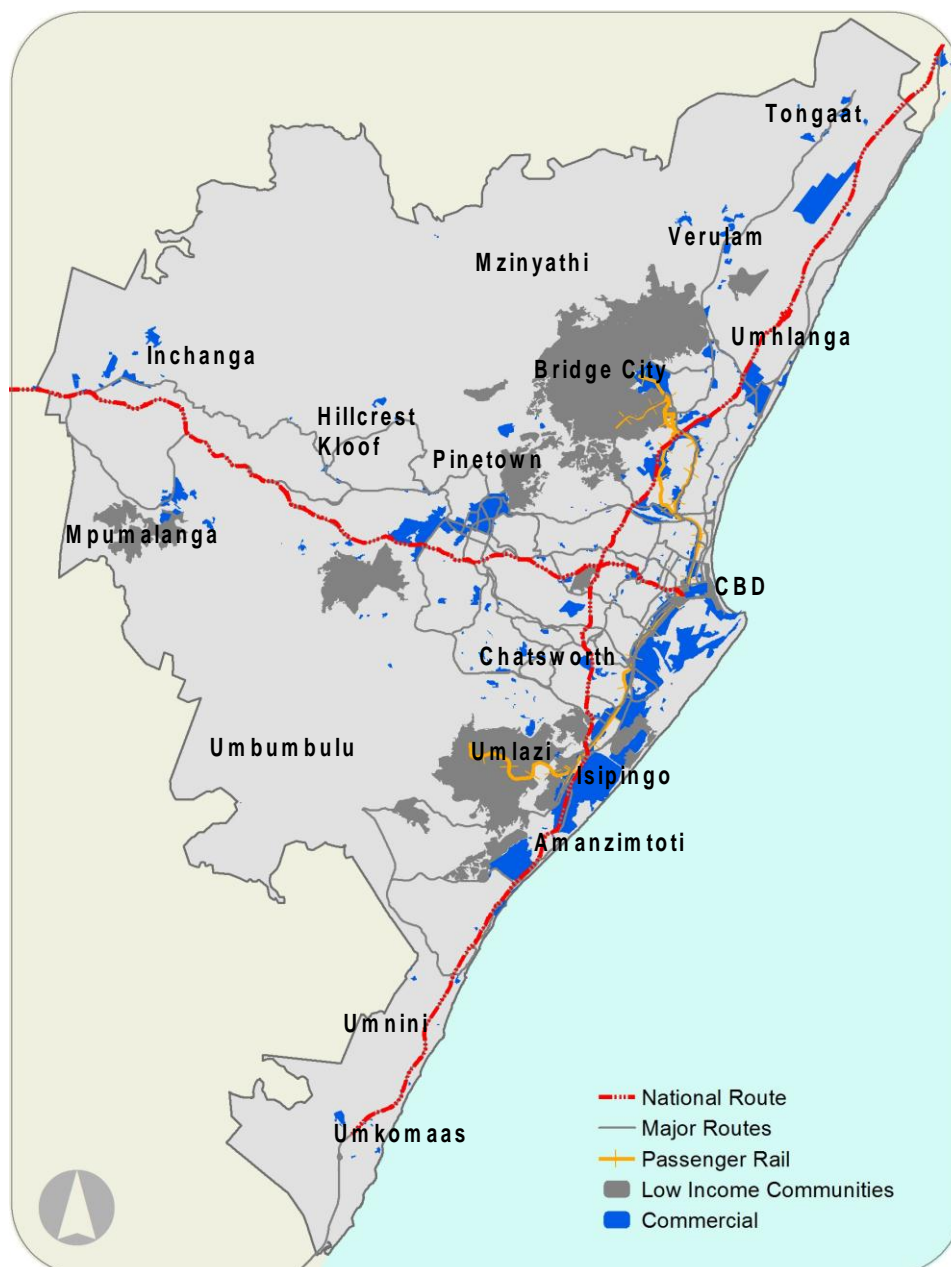 Tongaat
Verulam
Mzinyathi
Umhlanga
Inchanga
Bridge City
Hillcrest
Kloof
Pinetown
Mpumalanga
CBD
Chatsworth
Umbumbulu
Umlazi
Isipingo
Amanzimtoti
Umnini
Umkomaas
National Route
Major Routes
Passenger Rail
Low Income Communities
Commercial